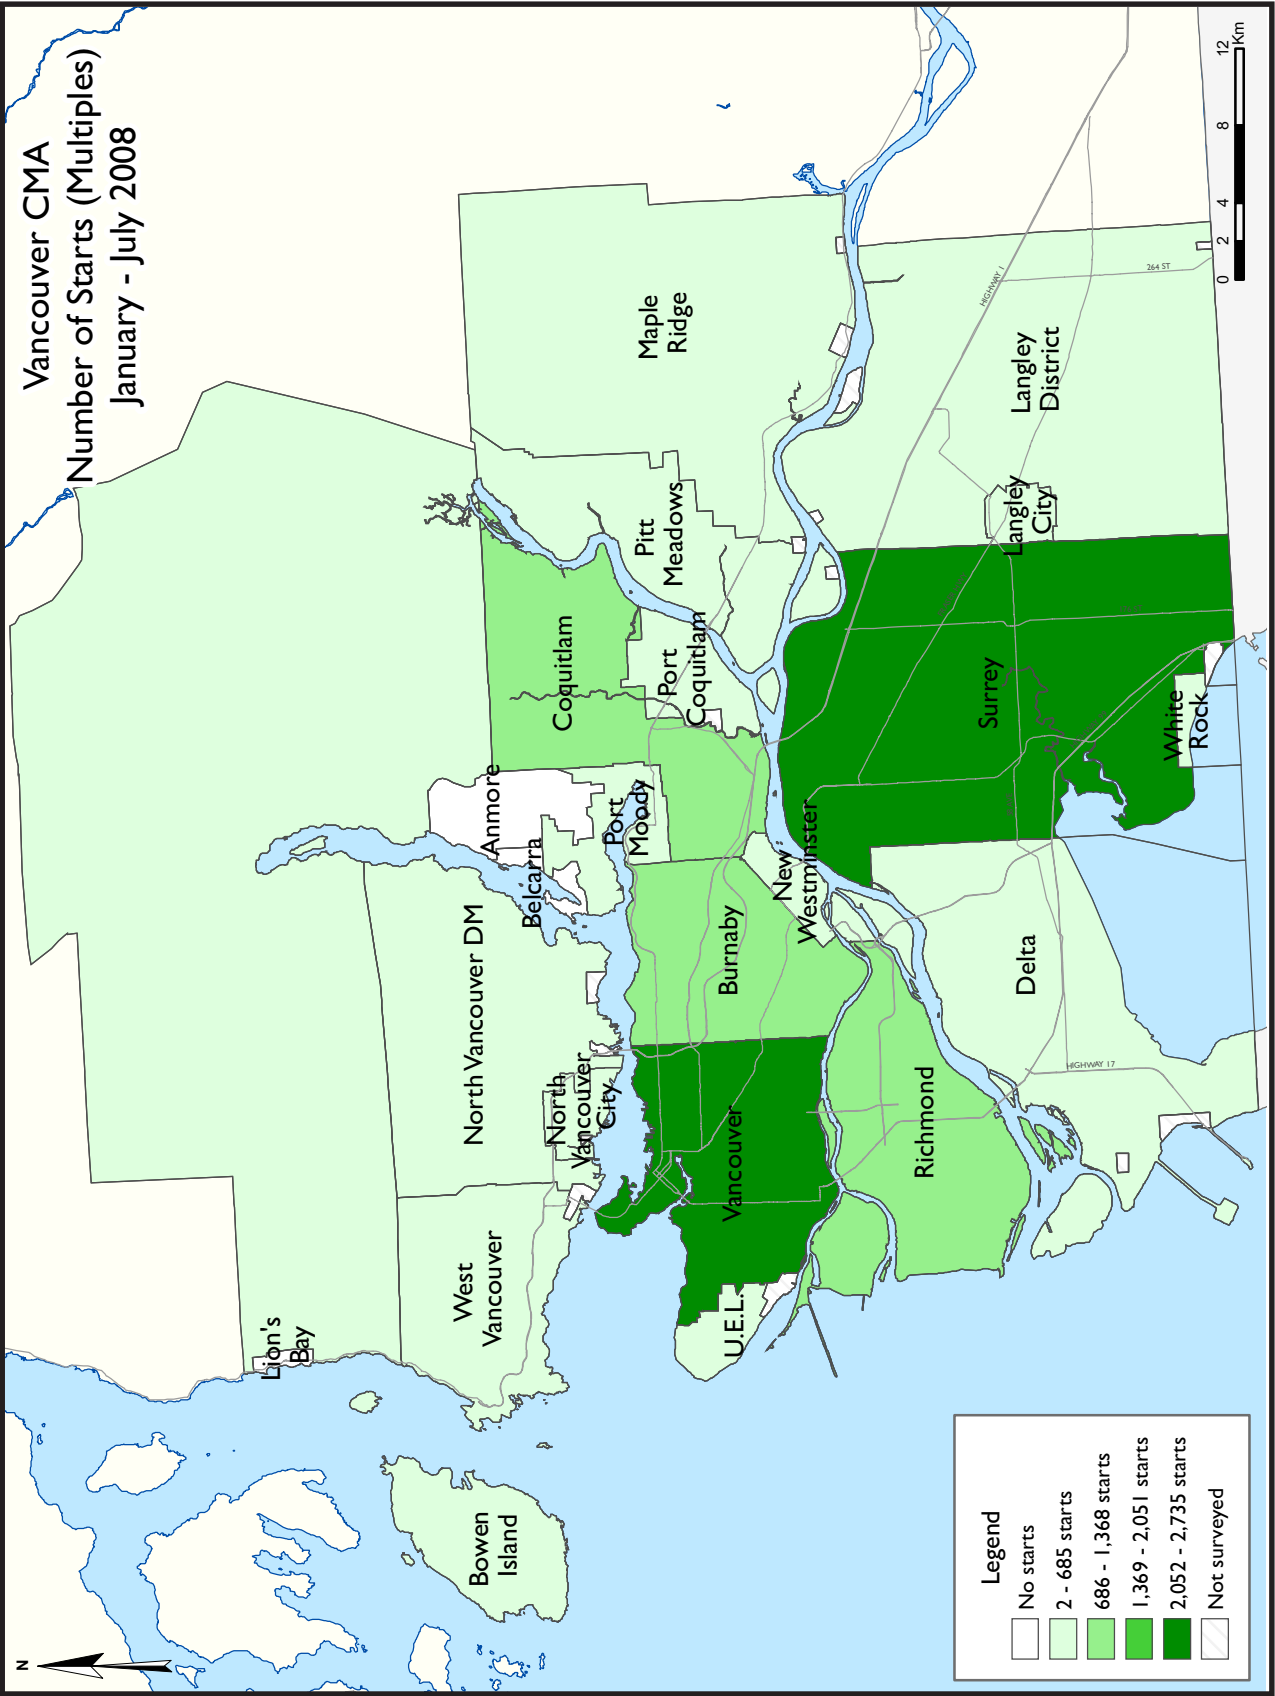 Vancouver CMA
Number of Starts (Multiples)
January - July 2008
N
Lion's
Bay
Bowen
Island
West
Vancouver
North Vancouver DM
North
Vancouver
City
Anmore
Belcarra
Port
Moody
Coquitlam
Port
Coquitlam
Pitt
Meadows
Maple
Ridge
U.E.L.
Vancouver
Burnaby
New
Westminster
Richmond
Delta
Surrey
White
Rock
Langley
City
Langley
District
HIGHWAY 1
264 ST
HIGHWAY 17
Legend
No starts
2 - 685 starts
686 - 1,368 starts
1,369 - 2,051 starts
2,052 - 2,735 starts
Not surveyed
0 2 4 8 12
Km